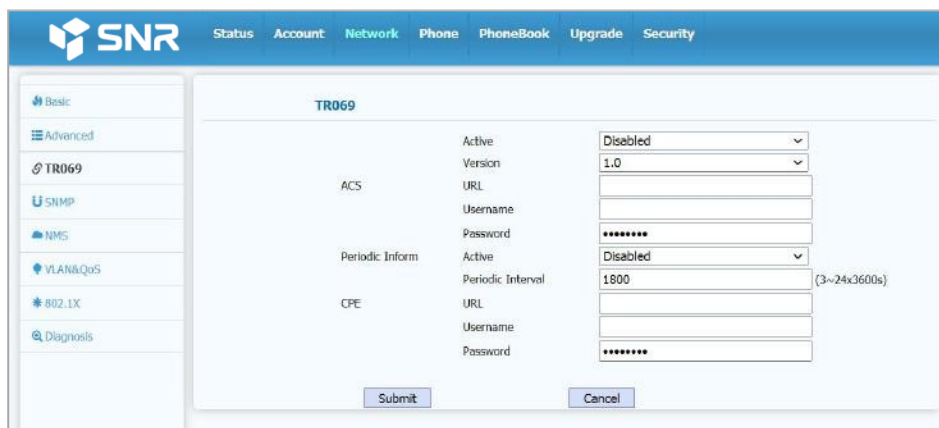 SNR Status Account Network Phone PhoneBook Upgrade Security
Basic
Advanced
TR069
SNMP
NMS
VLAN&QoS
802.1X
Diagnosis
TR069
Active Disabled
Version 1.0
ACS URL
Username
Password ••••••••
Periodic Inform Active Disabled
Periodic Interval 1800 (3~24x3600s)
CPE URL
Username
Password ••••••••
Submit Cancel